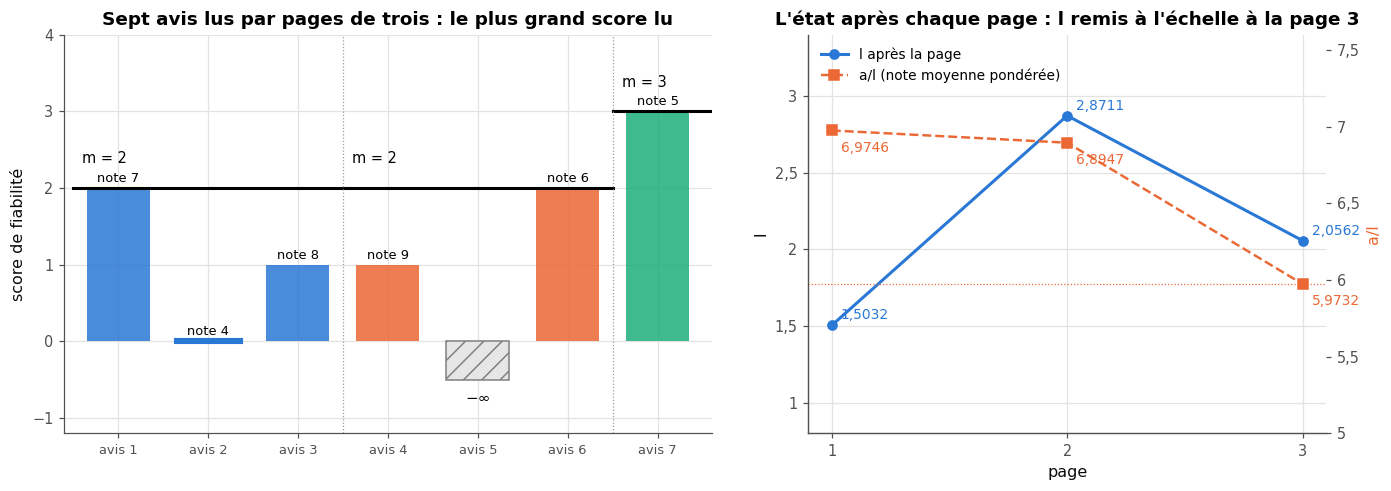 Sept avis lus par pages de trois : le plus grand score lu
score de fiabilité
4
3
2
1
0
−1
m = 2
note 7
note 4
note 8
m = 2
note 9
−∞
note 6
m = 3
note 5
avis 1
avis 2
avis 3
avis 4
avis 5
avis 6
avis 7
L'état après chaque page : l remis à l'échelle à la page 3
l après la page
a/l (note moyenne pondérée)
l
3
2,5
2
1,5
1
2,8711
6,9746
6,8947
2,0562
5,9732
1,5032
7,5
7
6,5
6
5,5
5
a/l
1
2
3
page